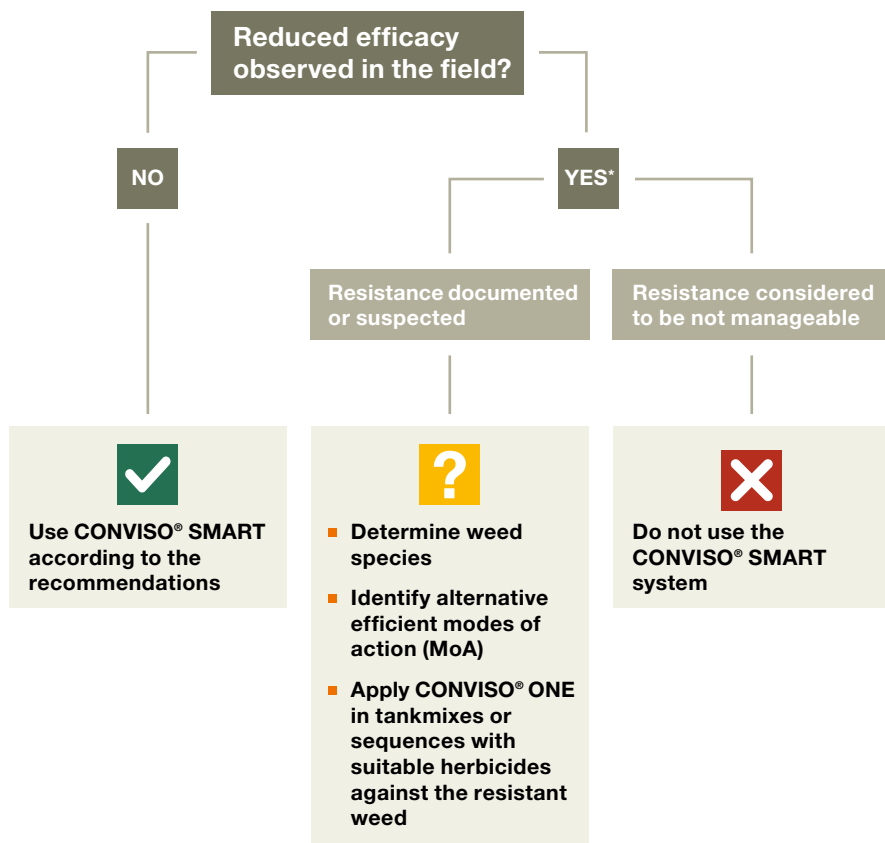 Reduced efficacy
observed in the field?
NO
YES*
Resistance documented
or suspected
Resistance considered
to be not manageable
Use CONVISO® SMART
according to the
recommendations
?
Determine weed
species
Identify alternative
efficient modes of
action (MoA)
Apply CONVISO® ONE
in tankmixes or
sequences with
suitable herbicides
against the resistant
weed
Do not use the
CONVISO® SMART
system